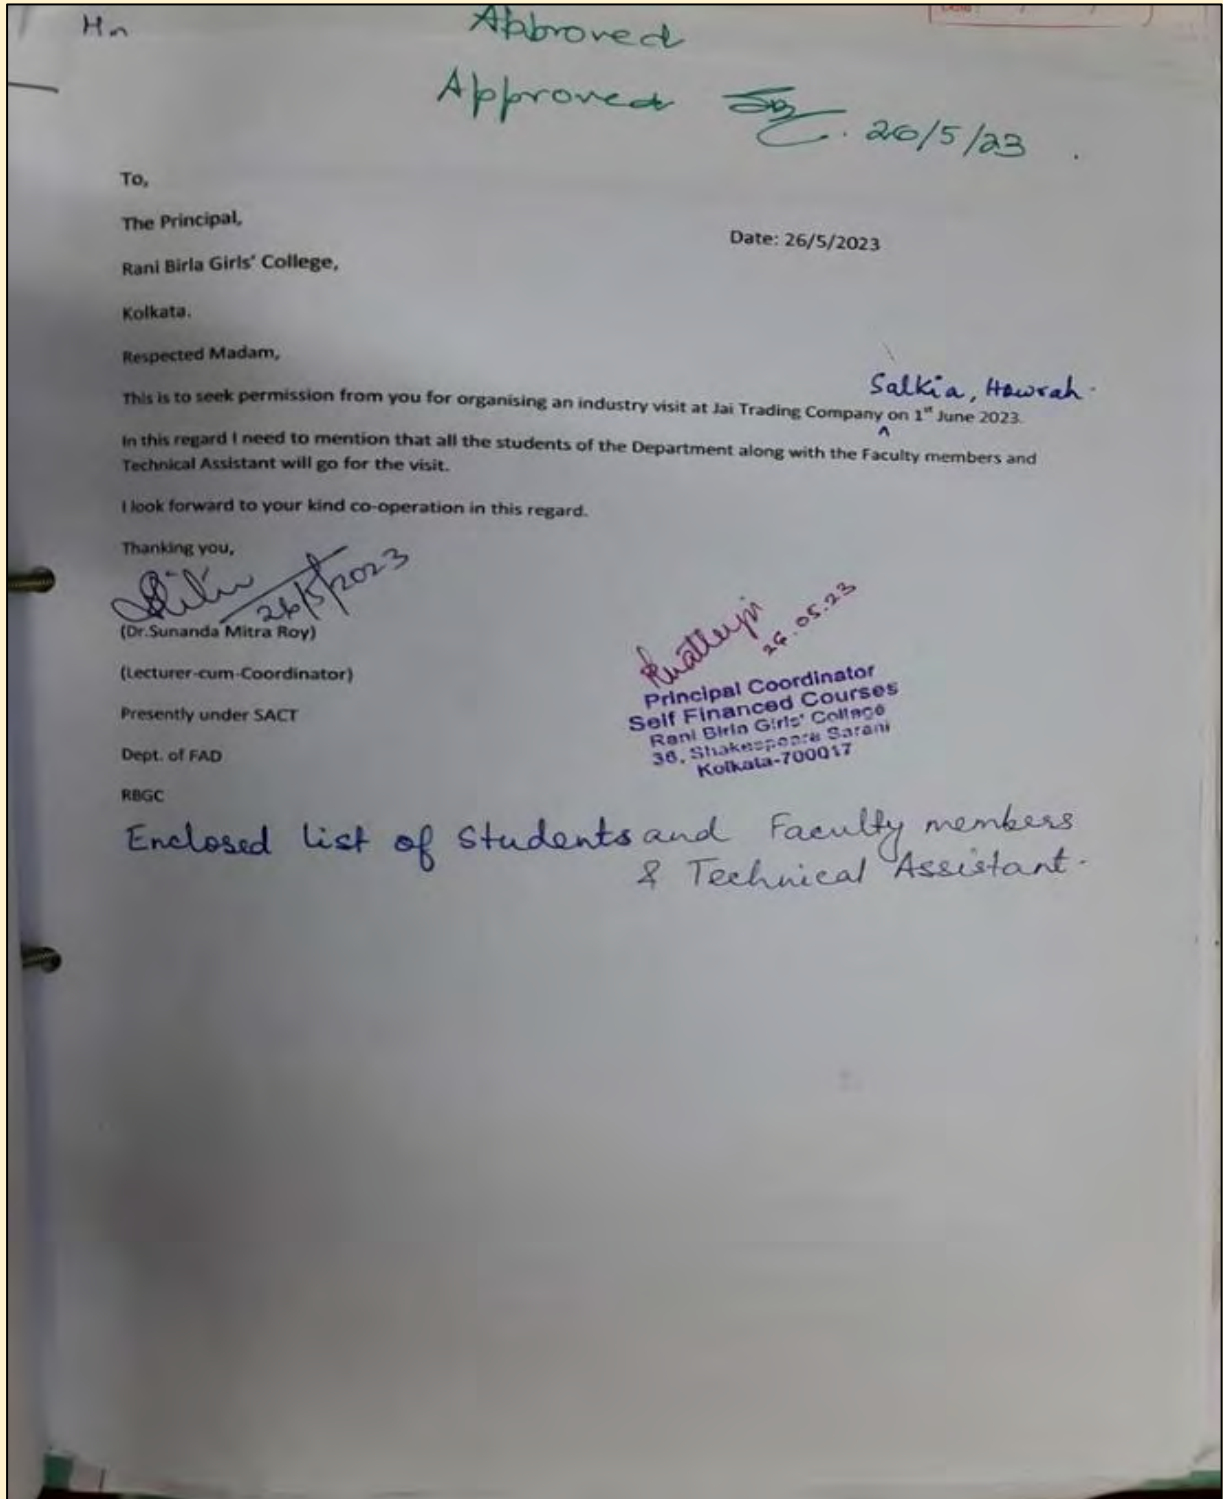 Hn
Approved
Approved
26/5/23
To,
The Principal,
Date: 26/5/2023
Rani Birla Girls' College,
Kolkata.
Respected Madam,
Salkia, Howrah.
This is to seek permission from you for organising an industry visit at Jai Trading Company ^ on 1st June 2023.
In this regard I need to mention that all the students of the Department along with the Faculty members and
Technical Assistant will go for the visit.
I look forward to your kind co-operation in this regard.
Thanking you,
26/5/2023
(Dr.Sunanda Mitra Roy)
(Lecturer-cum-Coordinator)
Presently under SACT
Dept. of FAD
RBGC
26.05.23
Principal Coordinator
Self Financed Courses
Rani Birla Girls' College
36, Shakespeare Sarani
Kolkata-700017
Enclosed list of Students and Faculty members
& Technical Assistant.